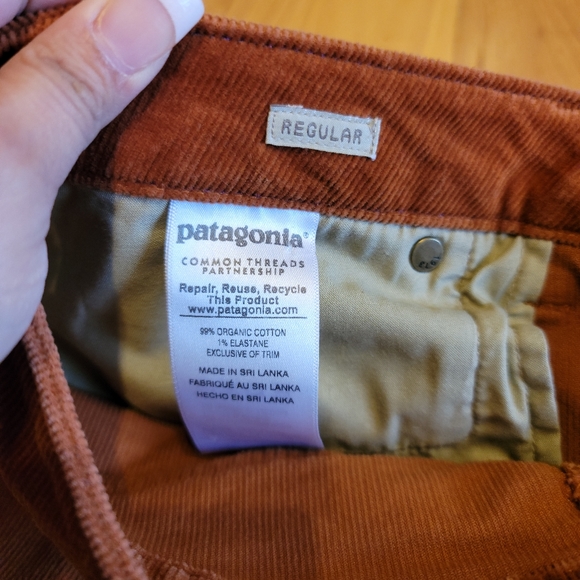 REGULAR
patagonia®
COMMON THREADS
PARTNERSHIP
Repair, Reuse, Recycle
This Product
www.patagonia.com
99% ORGANIC COTTON
1% ELASTANE
EXCLUSIVE OF TRIM
MADE IN SRI LANKA
FABRIQUÉ AU SRI LANKA
HECHO EN SRI LANKA